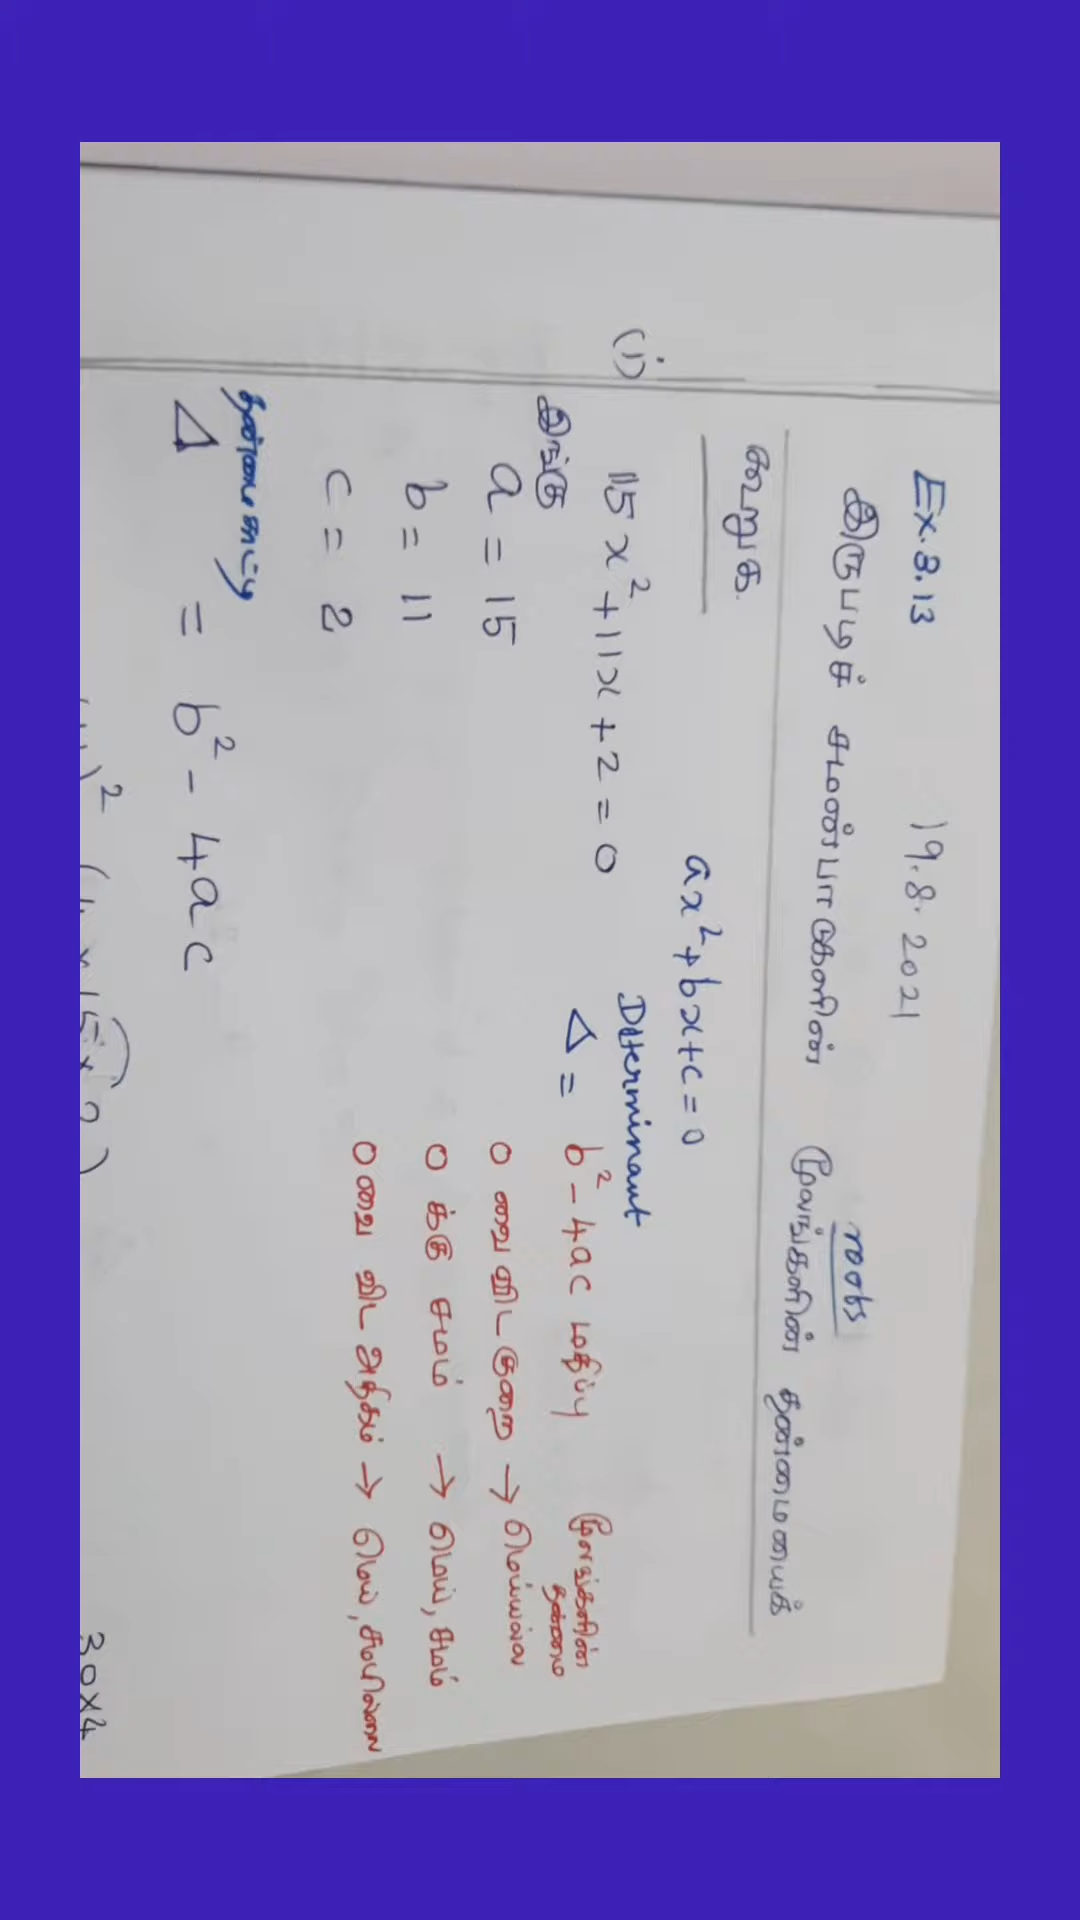 Ex.3.13 19.8.2021
roots
இருபடிச் சமன்பாடுகளின் மூலங்களின் தன்மையைக்
கூறுக.
ax²+bx+c=0
(i) 15x²+11x+2=0
Determinant
Δ = b²-4ac மதிப்பு
மூலங்களின்
தன்மை
இங்கு
a = 15
0 வை விட குறை → மெய்யல்ல
b = 11
0 க்கு சமம் → மெய், சமம்
c = 2
0 வை விட அதிகம் → மெய், சமமில்லை
தன்மைகாட்டி
Δ = b²-4ac
30x4